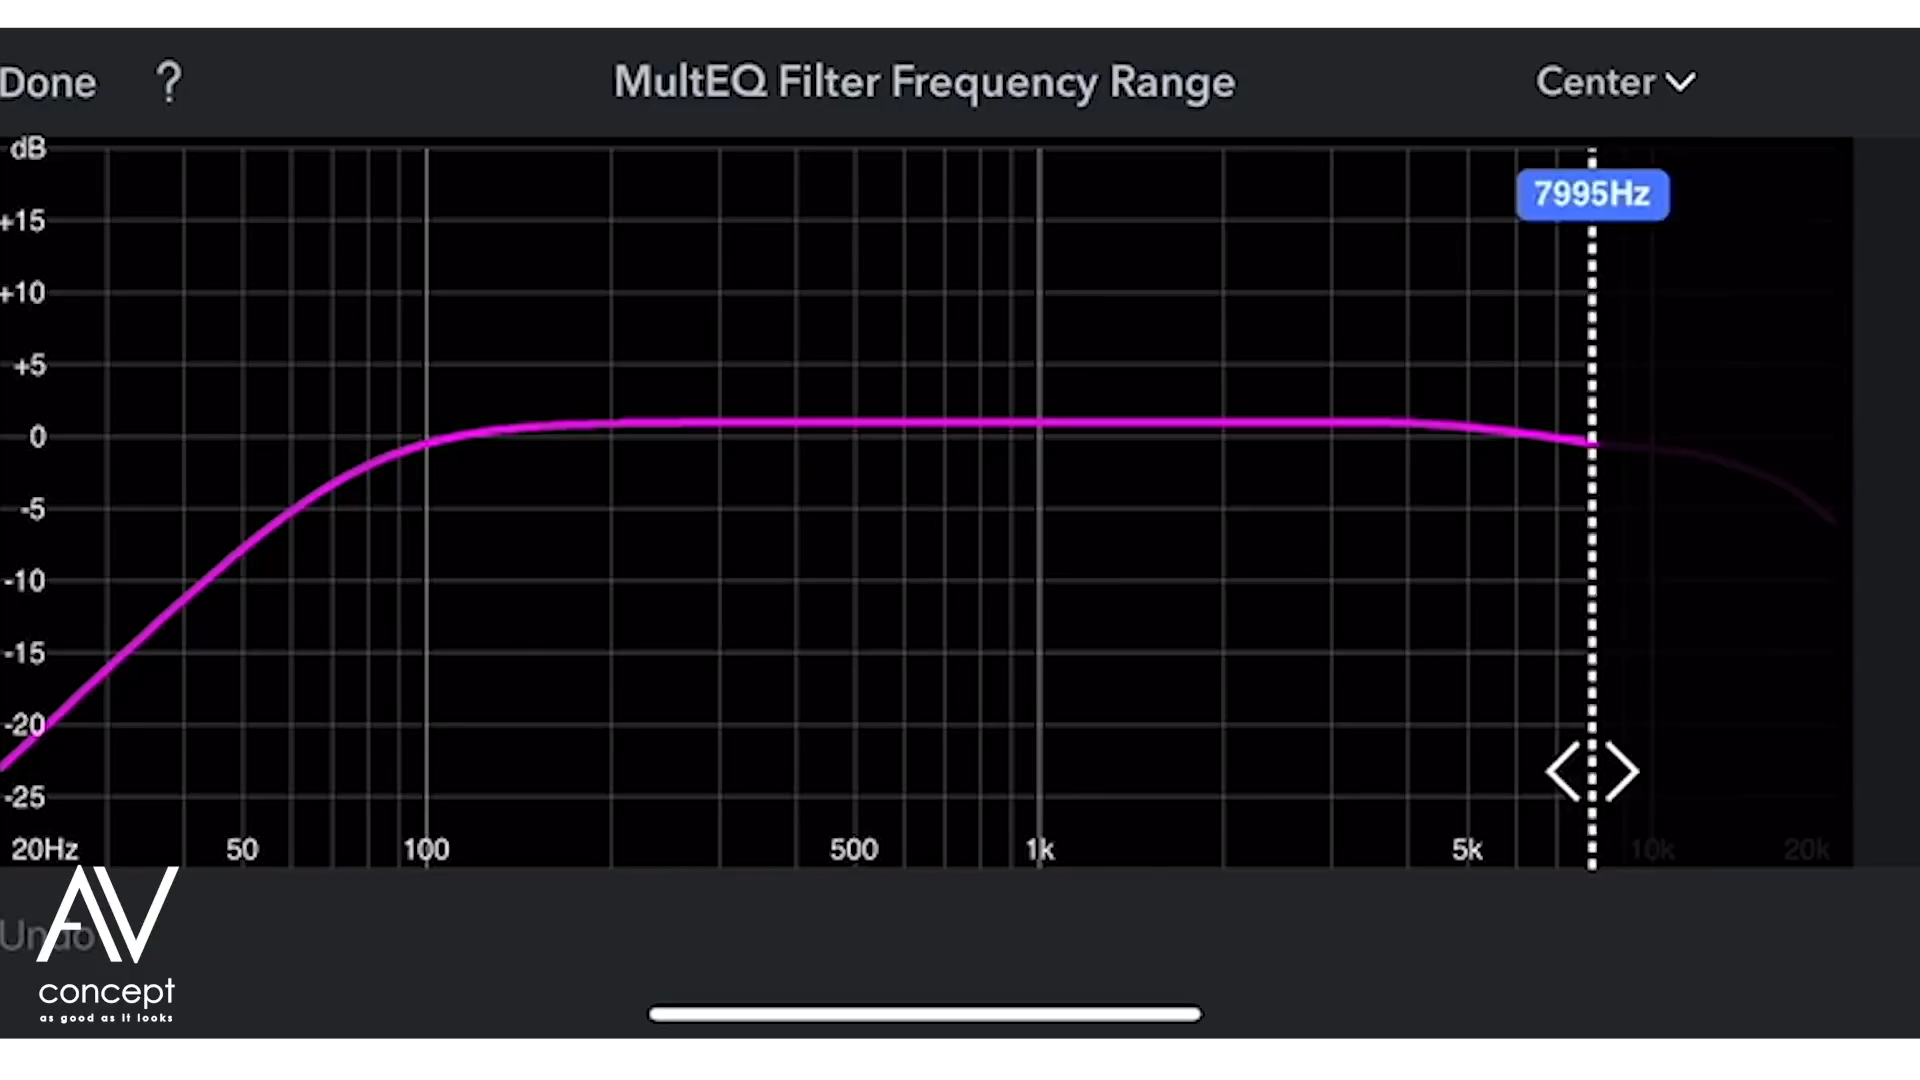 Done ? MultEQ Filter Frequency Range Center
dB
7995Hz
+15
+10
+5
0
-5
-10
-15
-20
-25
20Hz 50 100 500 1k 5k 10k 20k
Undo
AV
concept
as good as it looks